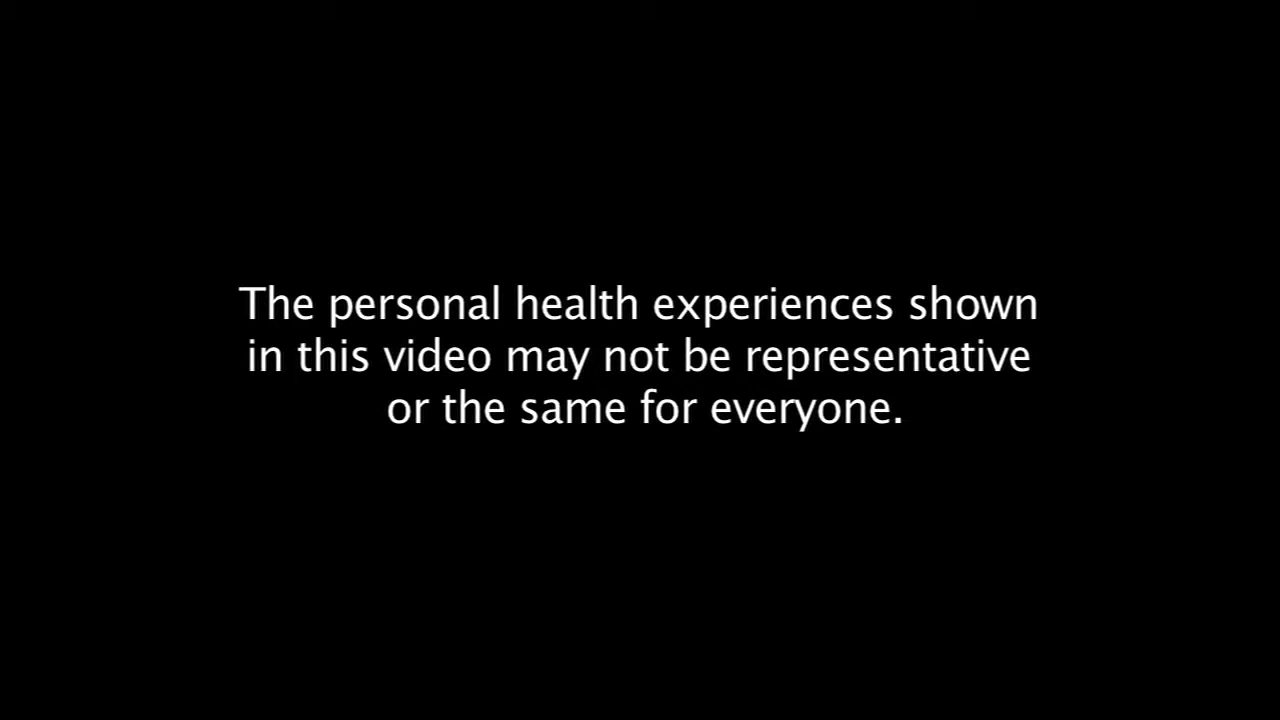 The personal health experiences shown
in this video may not be representative
or the same for everyone.